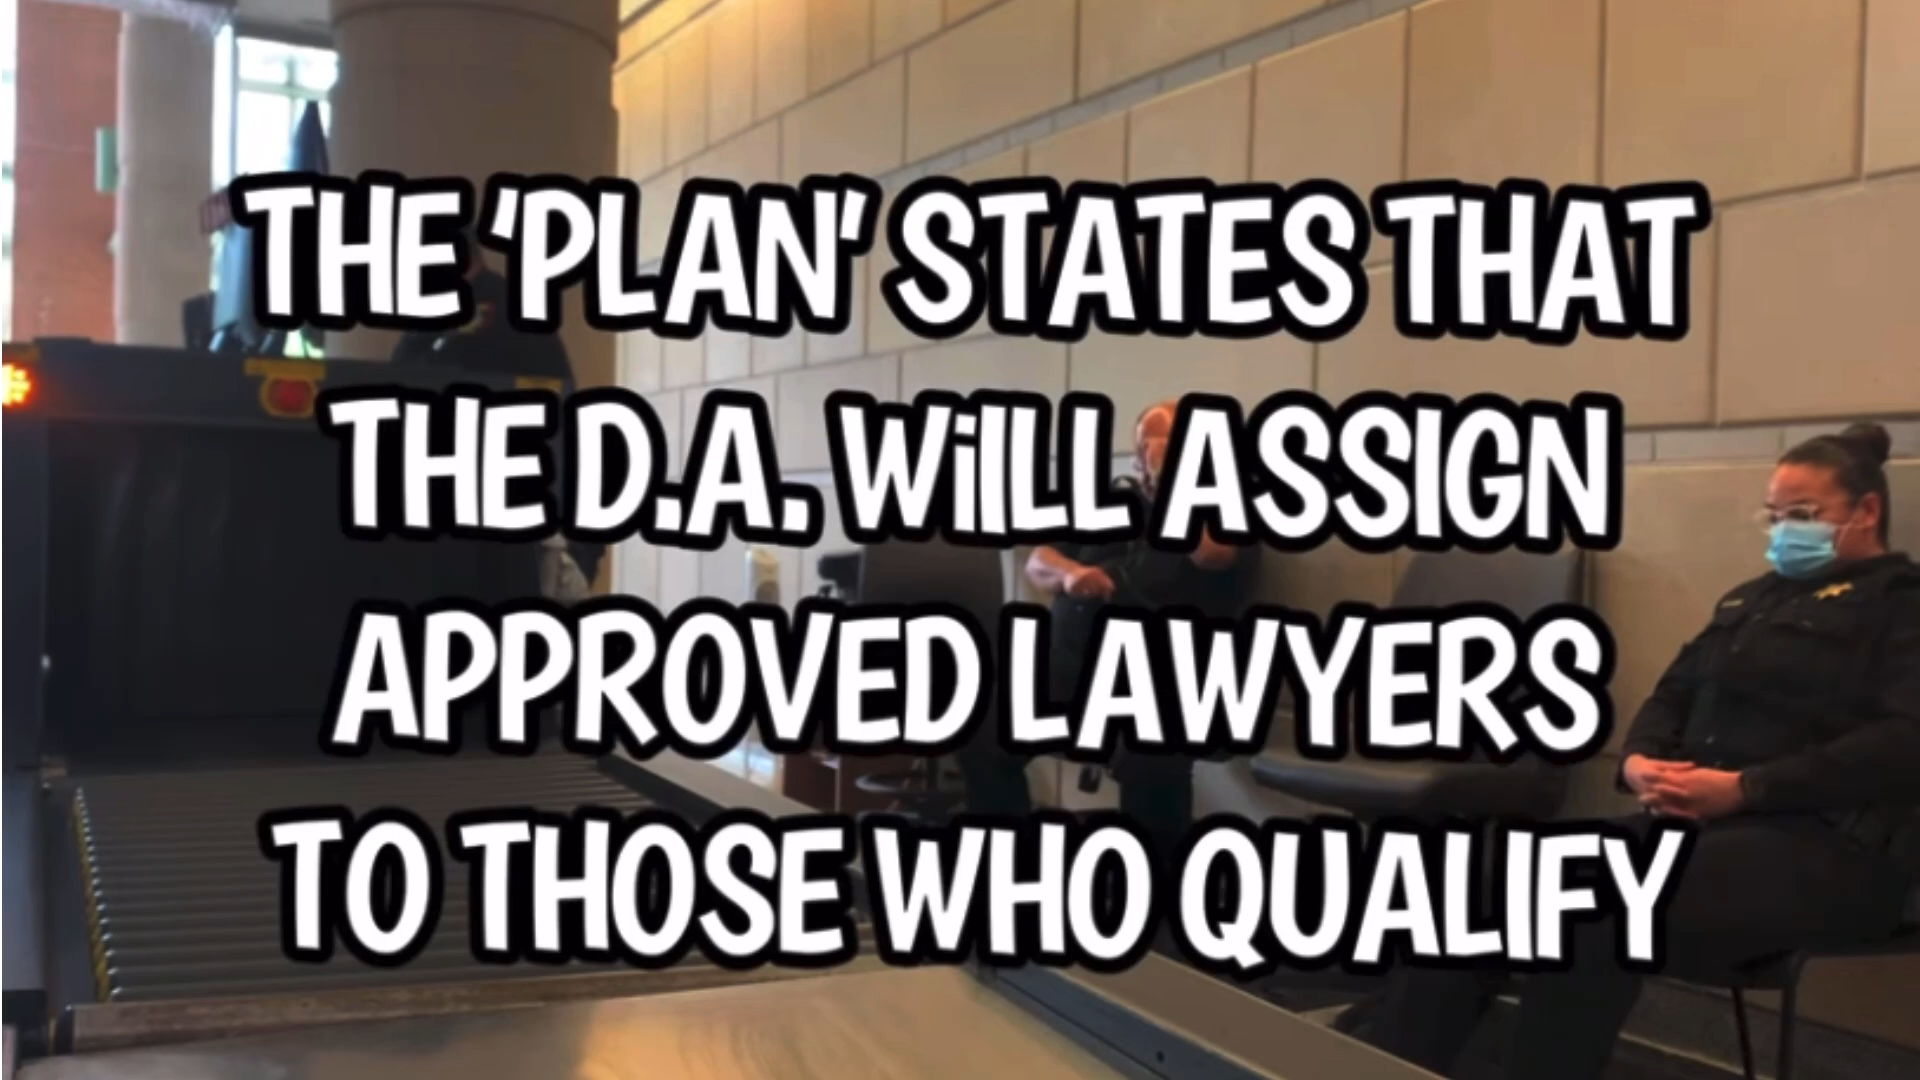 THE ‘PLAN’ STATES THAT
THE D.A. WiLL ASSIGN
APPROVED LAWYERS
TO THOSE WHO QUALIFY